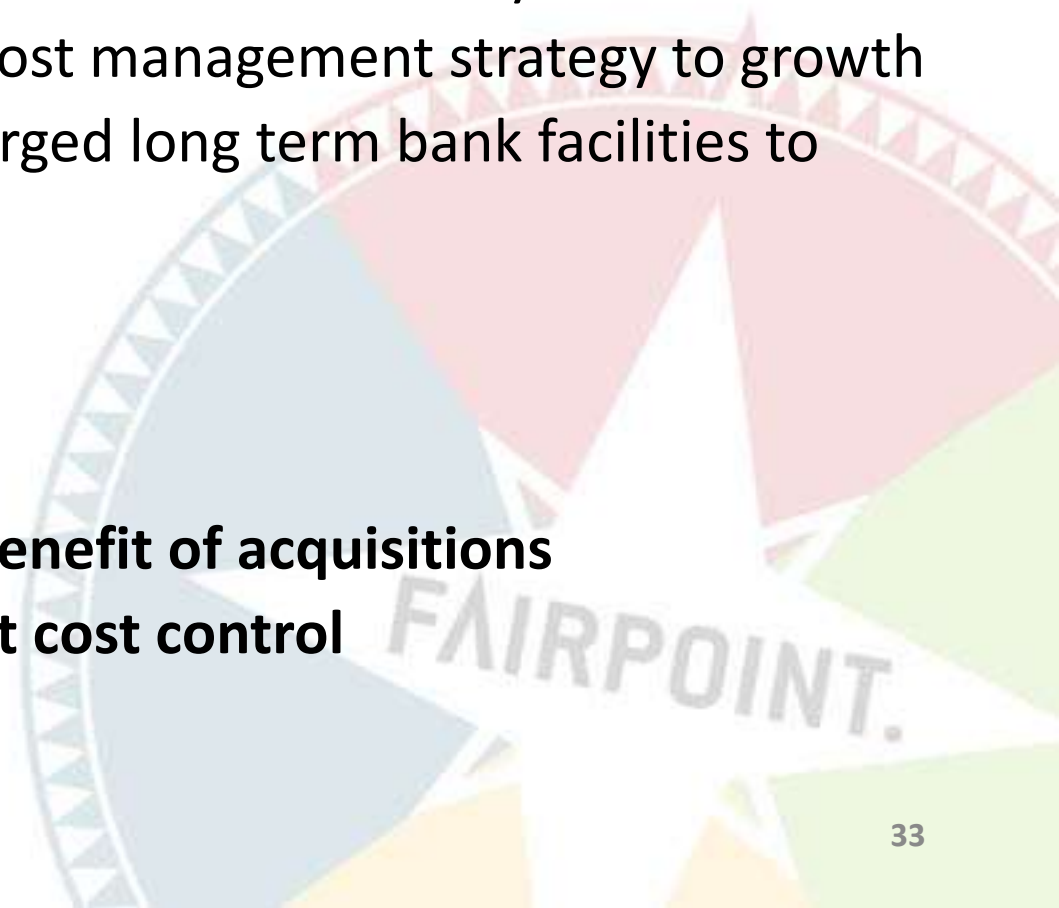 ost management strategy to growth
rged long term bank facilities to
enefit of acquisitions
t cost control
FAIRPOINT.
33